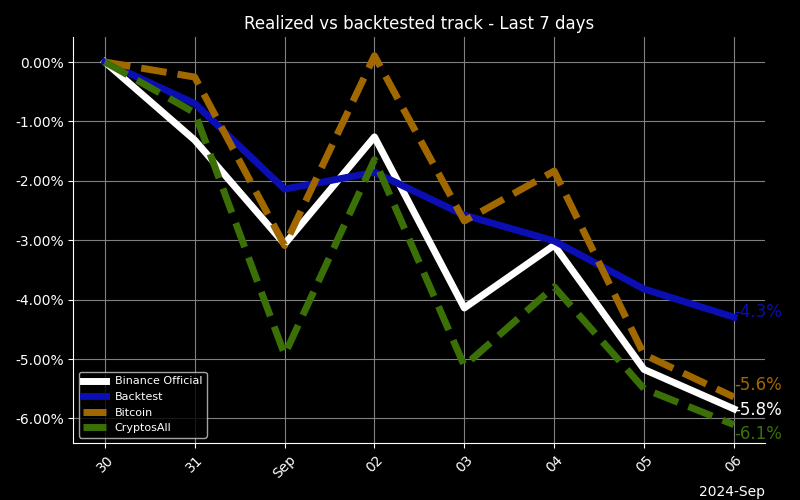 Realized vs backtested track - Last 7 days
0.00%
-1.00%
-2.00%
-3.00%
-4.00%
-5.00%
-6.00%
-4.3%
-5.6%
-5.8%
-6.1%
Binance Official
Backtest
Bitcoin
CryptosAll
30
31
Sep
02
03
04
05
06
2024-Sep